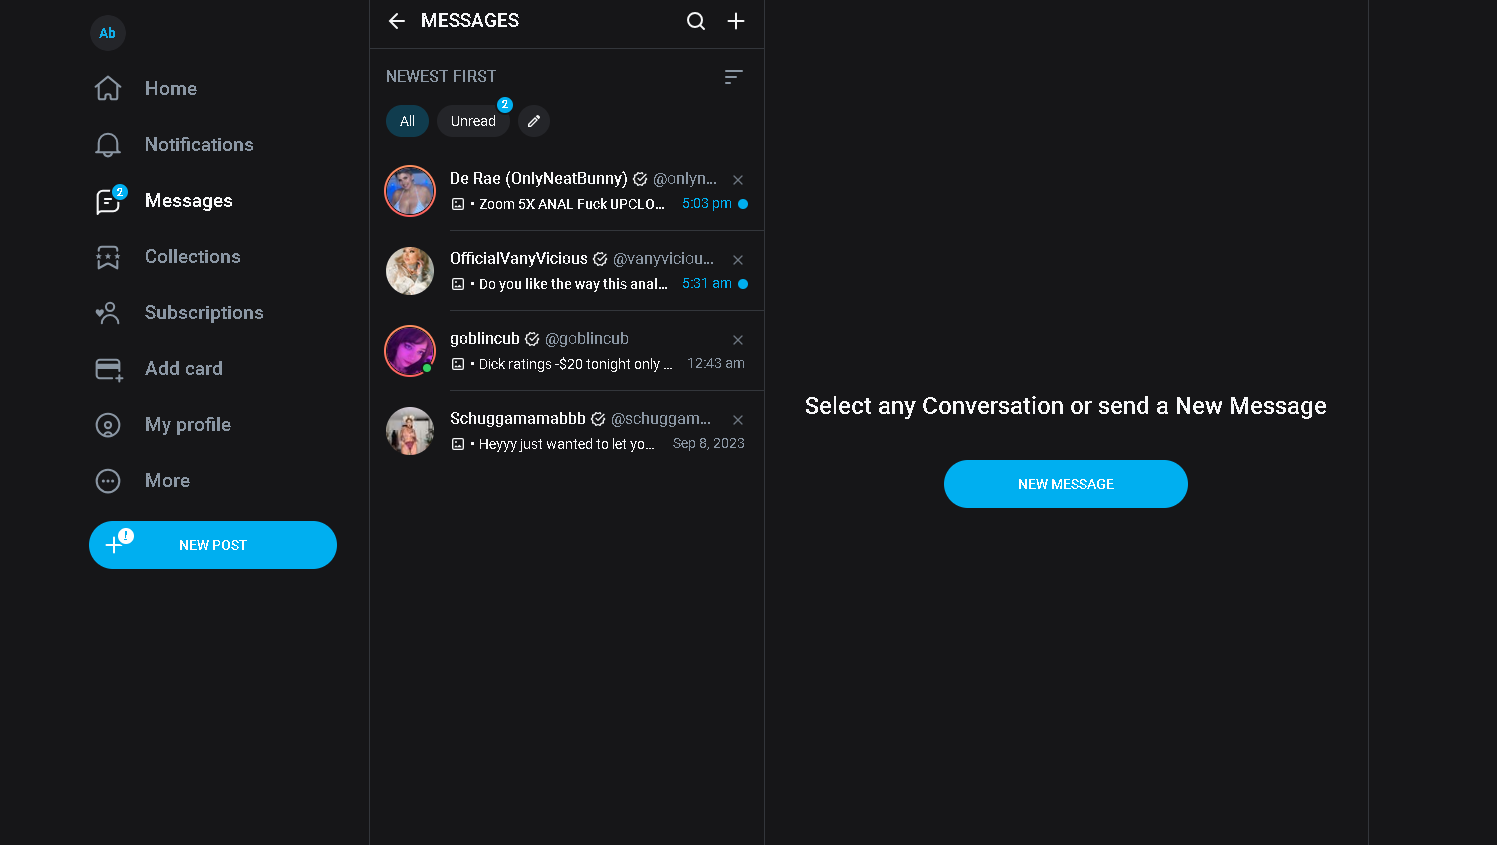 Ab
Home
Notifications
2
Messages
Collections
Subscriptions
Add card
My profile
More
!
NEW POST
MESSAGES
NEWEST FIRST
All
Unread
2
De Rae (OnlyNeatBunny) @onlyn...
• Zoom 5X ANAL Fuck UPCLO... 5:03 pm
OfficialVanyVicious @vanyviciou...
• Do you like the way this anal... 5:31 am
goblincub @goblincub
• Dick ratings -$20 tonight only ... 12:43 am
Schuggamamabbb @schuggam...
• Heyyy just wanted to let yo... Sep 8, 2023
Select any Conversation or send a New Message
NEW MESSAGE